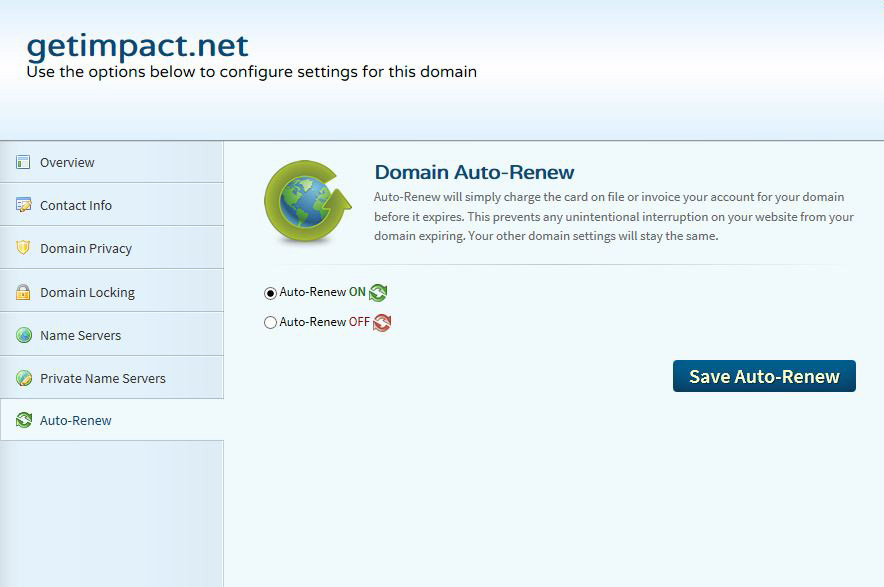 getimpact.net
Use the options below to configure settings for this domain
Overview
Contact Info
Domain Privacy
Domain Locking
Name Servers
Private Name Servers
Auto-Renew
Domain Auto-Renew
Auto-Renew will simply charge the card on file or invoice your account for your domain
before it expires. This prevents any unintentional interruption on your website from your
domain expiring. Your other domain settings will stay the same.
Auto-Renew ON
Auto-Renew OFF
Save Auto-Renew